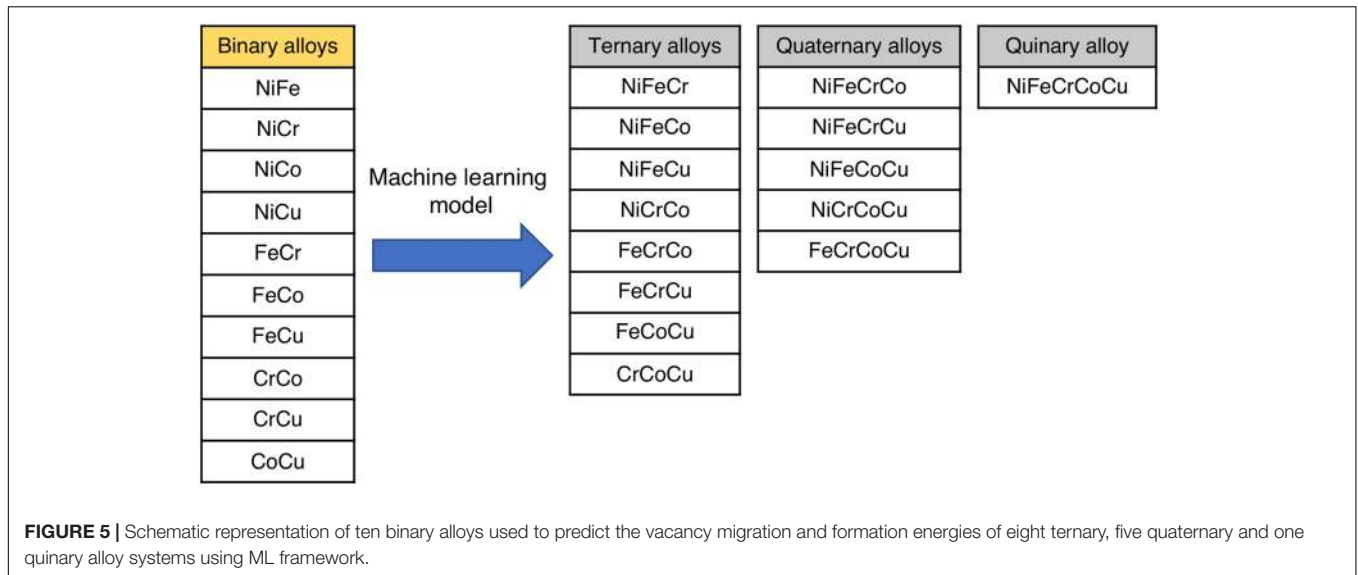 Binary alloys
NiFe
NiCr
NiCo
NiCu
FeCr
FeCo
FeCu
CrCo
CrCu
CoCu
Machine learning
model
Ternary alloys
NiFeCr
NiFeCo
NiFeCu
NiCrCo
FeCrCo
FeCrCu
FeCoCu
CrCoCu
Quaternary alloys
NiFeCrCo
NiFeCrCu
NiFeCoCu
NiCrCoCu
FeCrCoCu
Quinary alloy
NiFeCrCoCu
FIGURE 5 | Schematic representation of ten binary alloys used to predict the vacancy migration and formation energies of eight ternary, five quaternary and one
quinary alloy systems using ML framework.